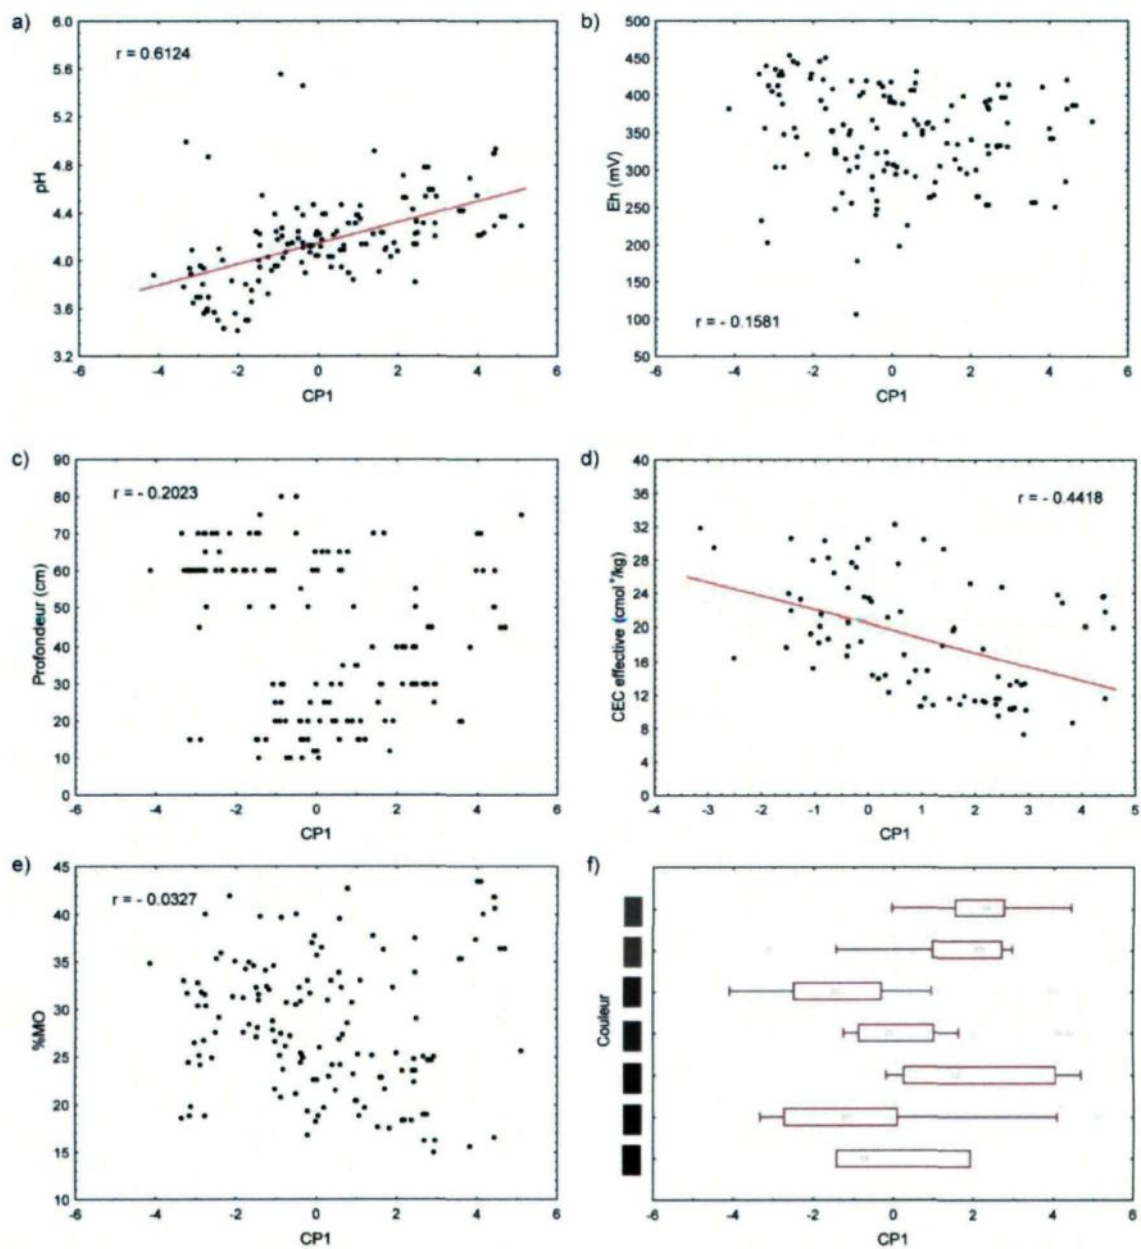 a)
6.0
5.6
5.2
4.8
4.4
4.0
3.6
3.2
pH
r = 0.6124
-6 -4 -2 0 2 4 6
CP1
b)
500
450
400
350
300
250
200
150
100
50
Eh (mV)
r = - 0.1581
-6 -4 -2 0 2 4 6
CP1
c)
90
80
70
60
50
40
30
20
10
0
Profondeur (cm)
r = - 0.2023
-6 -4 -2 0 2 4 6
CP1
d)
40
36
32
28
24
20
16
12
8
4
0
CEC effective (cmol⁺/kg)
r = - 0.4418
-4 -3 -2 -1 0 1 2 3 4 5
CP1
e)
45
40
35
30
25
20
15
10
%MO
r = - 0.0327
-6 -4 -2 0 2 4 6
CP1
f)
Couleur
-6 -4 -2 0 2 4 6
CP1